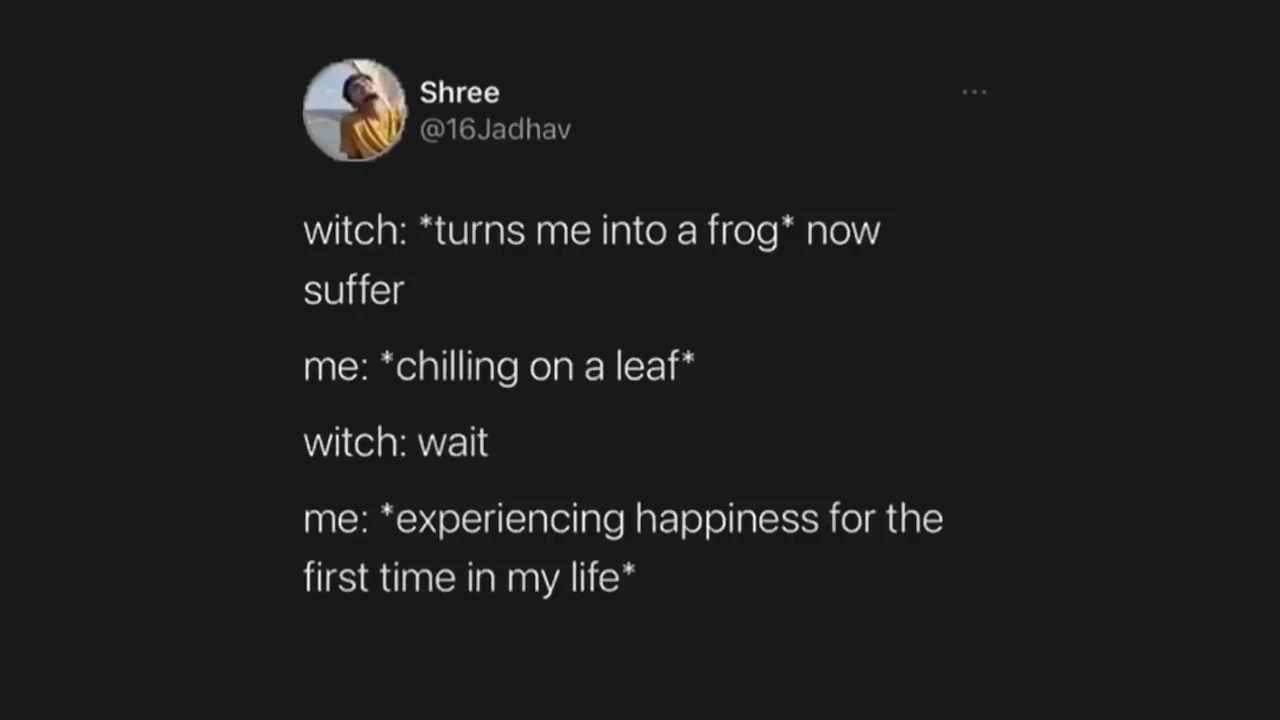 Shree
@16Jadhav
witch: *turns me into a frog* now
suffer
me: *chilling on a leaf*
witch: wait
me: *experiencing happiness for the
first time in my life*